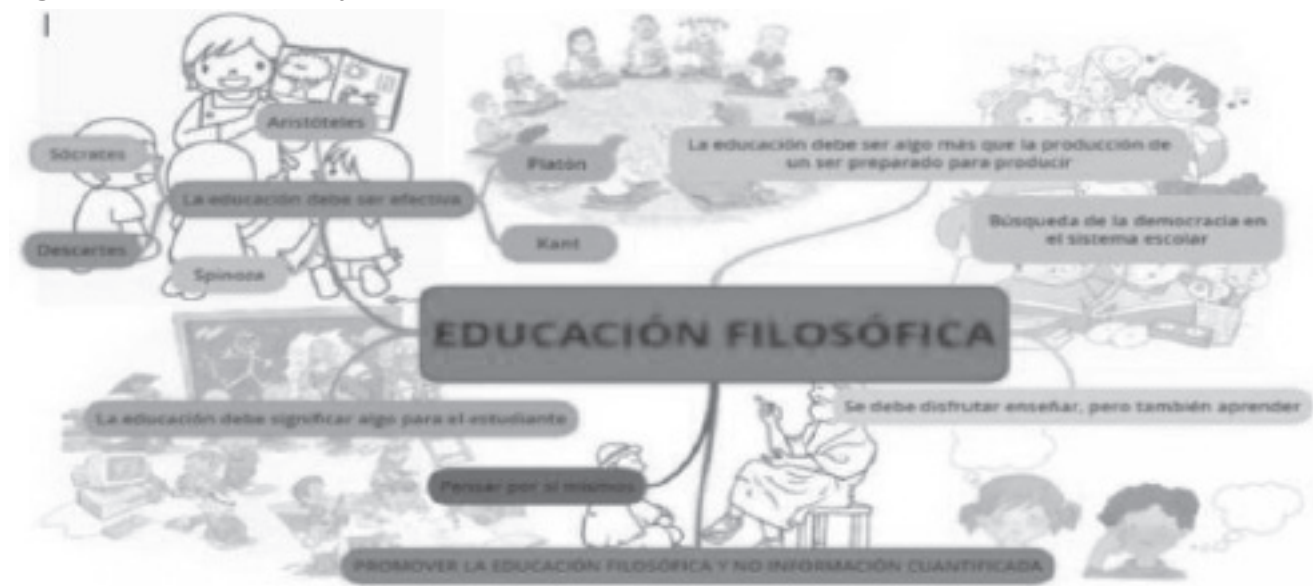 Aristóteles
Sócrates
La educación debe ser efectiva
Descartes
Spinoza
Platón
Kant
La educación debe ser algo más que la producción de
un ser preparado para producir
Búsqueda de la democracia en
el sistema escolar
EDUCACIÓN FILOSÓFICA
La educación debe significar algo para el estudiante
Se debe disfrutar enseñar, pero también aprender
Pensar por sí mismos
PROMOVER LA EDUCACIÓN FILOSÓFICA Y NO INFORMACIÓN CUANTIFICADA